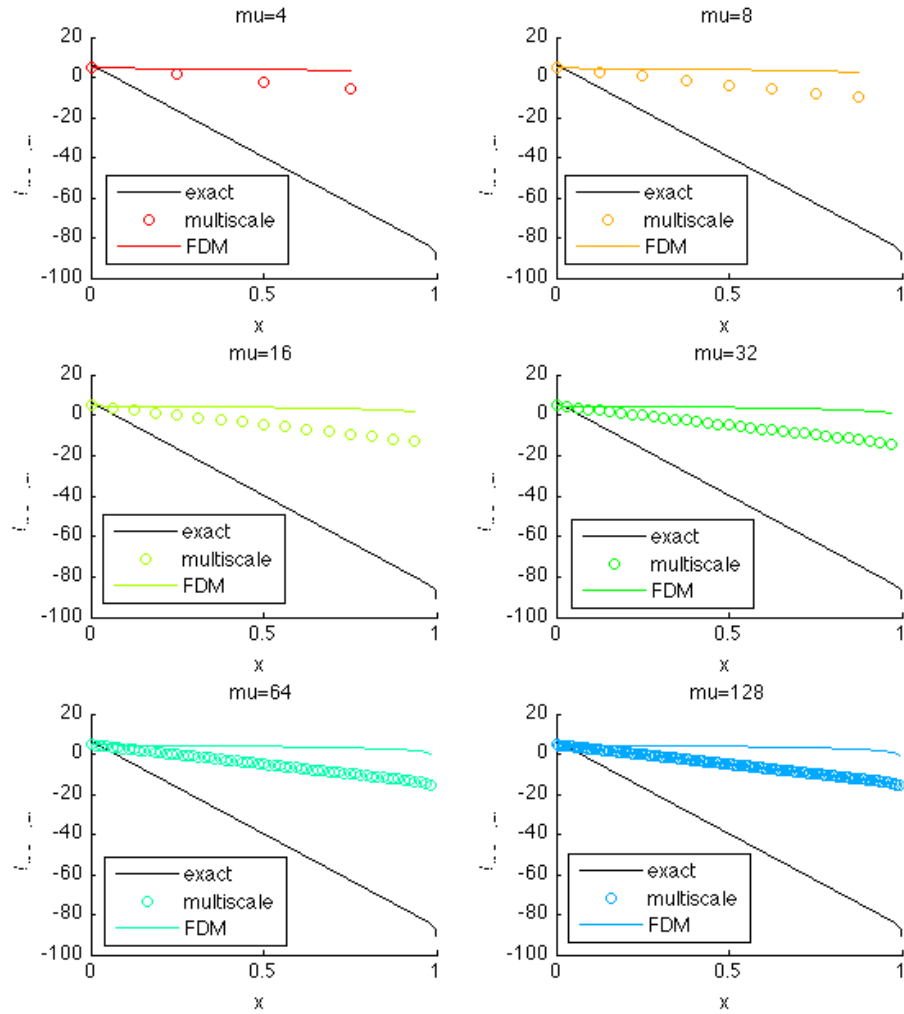 mu=4
20
0
-20
-40
-60
-80
-100
exact
multiscale
FDM
0
0.5
1
x
mu=8
20
0
-20
-40
-60
-80
-100
exact
multiscale
FDM
0
0.5
1
x
mu=16
20
0
-20
-40
-60
-80
-100
exact
multiscale
FDM
0
0.5
1
x
mu=32
20
0
-20
-40
-60
-80
-100
exact
multiscale
FDM
0
0.5
1
x
mu=64
20
0
-20
-40
-60
-80
-100
exact
multiscale
FDM
0
0.5
1
x
mu=128
20
0
-20
-40
-60
-80
-100
exact
multiscale
FDM
0
0.5
1
x